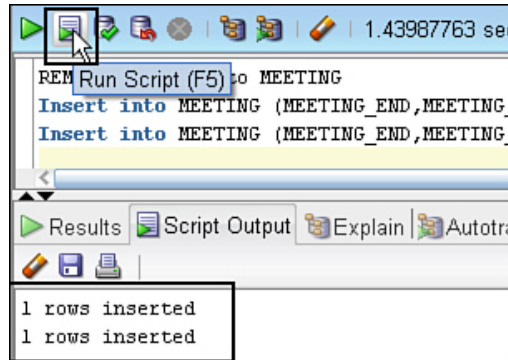 1.43987763 se
REM
Run Script (F5)
to MEETING
Insert into MEETING (MEETING_END,MEETING_
Insert into MEETING (MEETING_END,MEETING_
Results
Script Output
Explain
Autotra
1 rows inserted
1 rows inserted